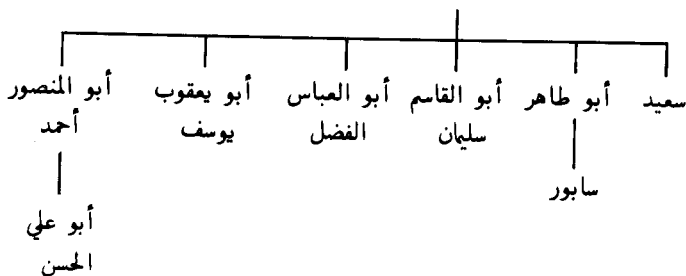 سعيد أبو طاهر أبو القاسم أبو العباس أبو يعقوب أبو المنصور
سليمان الفضل يوسف أحمد
سابور
أبو علي
الحسن